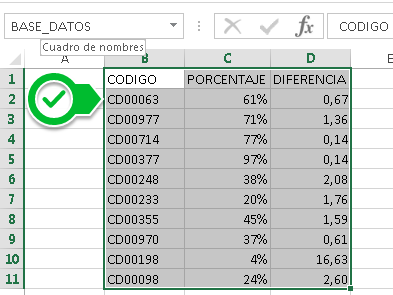 BASE_DATOS CODIGO
Cuadro de nombres
A B C D E
1 CODIGO PORCENTAJE DIFERENCIA
2 CD00063 61% 0,67
3 CD00977 71% 1,36
4 CD00714 77% 0,14
5 CD00377 97% 0,14
6 CD00248 38% 2,08
7 CD00233 20% 1,76
8 CD00355 45% 1,59
9 CD00970 37% 0,61
10 CD00198 4% 16,63
11 CD00098 24% 2,60